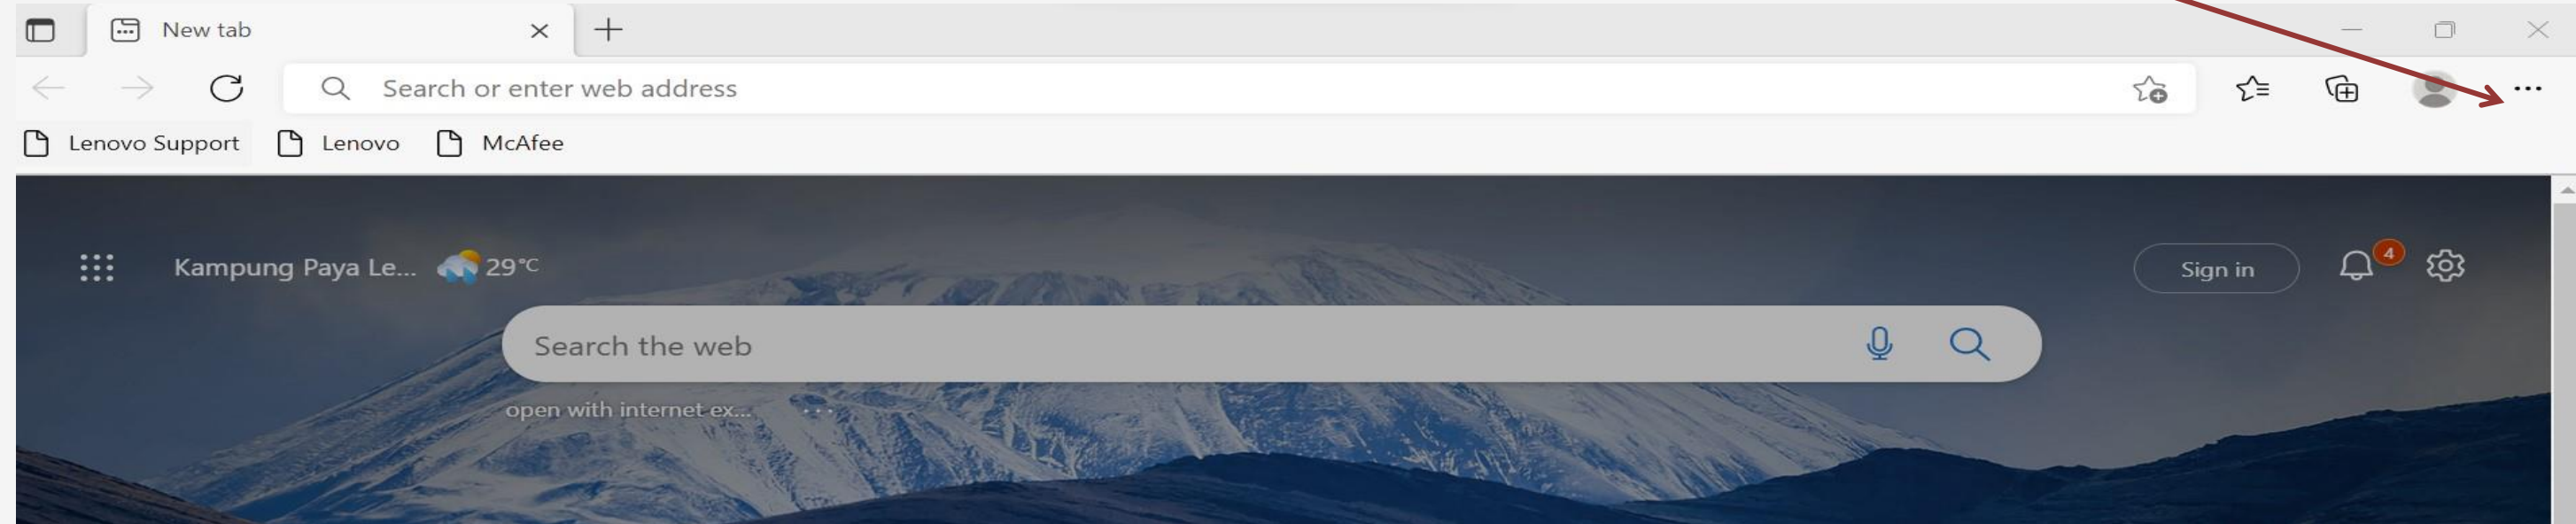 New tab
Search or enter web address
Lenovo Support Lenovo McAfee
Kampung Paya Le... 29°C Sign in 4
Search the web
open with internet ex...